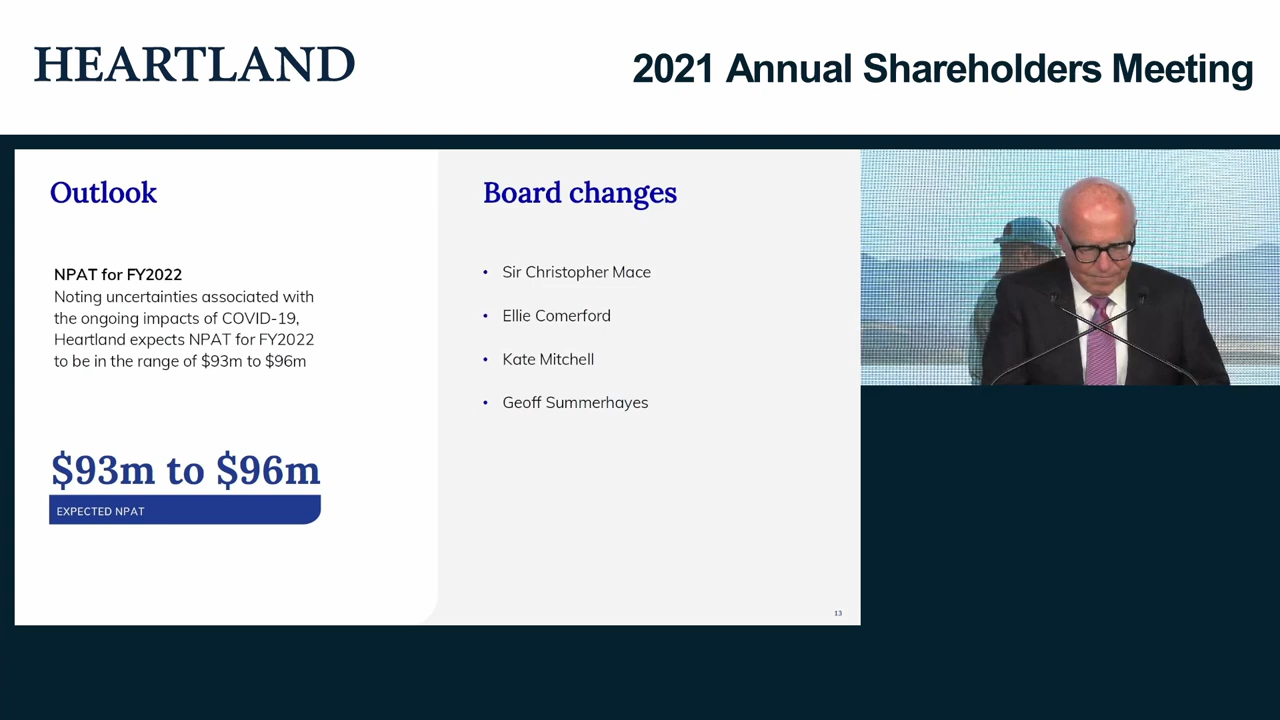 HEARTLAND
2021 Annual Shareholders Meeting
Outlook
NPAT for FY2022
Noting uncertainties associated with
the ongoing impacts of COVID-19,
Heartland expects NPAT for FY2022
to be in the range of $93m to $96m
$93m to $96m
EXPECTED NPAT
Board changes
• Sir Christopher Mace
• Ellie Comerford
• Kate Mitchell
• Geoff Summerhayes
13